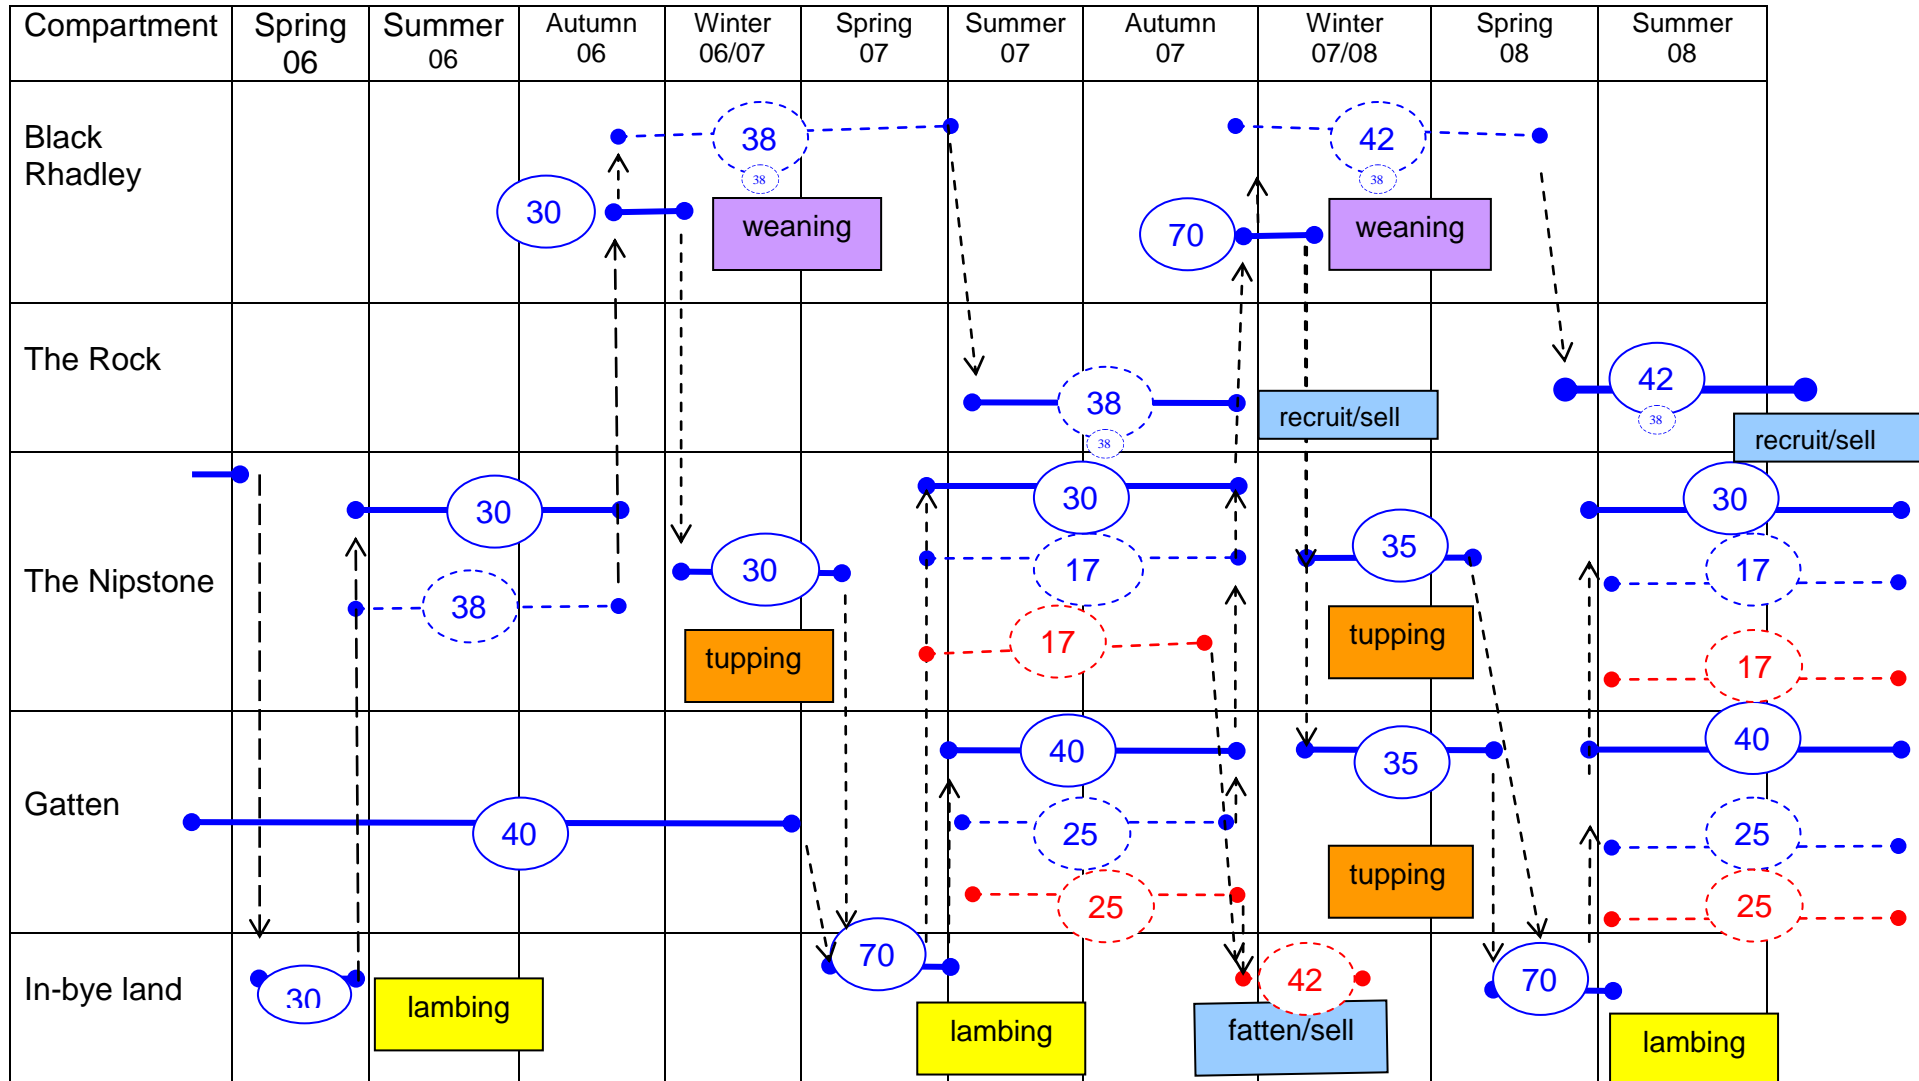 Compartment
Spring
06
Summer
06
Autumn
06
Winter
06/07
Spring
07
Summer
07
Autumn
07
Winter
07/08
Spring
08
Summer
08
Black
Rhadley
38
38
30
weaning
42
38
70
weaning
The Rock
38
38
recruit/sell
42
38
recruit/sell
The Nipstone
30
38
30
tupping
30
17
17
35
tupping
30
17
17
Gatten
40
40
25
25
35
tupping
40
25
25
In-bye land
30
lambing
70
lambing
42
fatten/sell
70
lambing